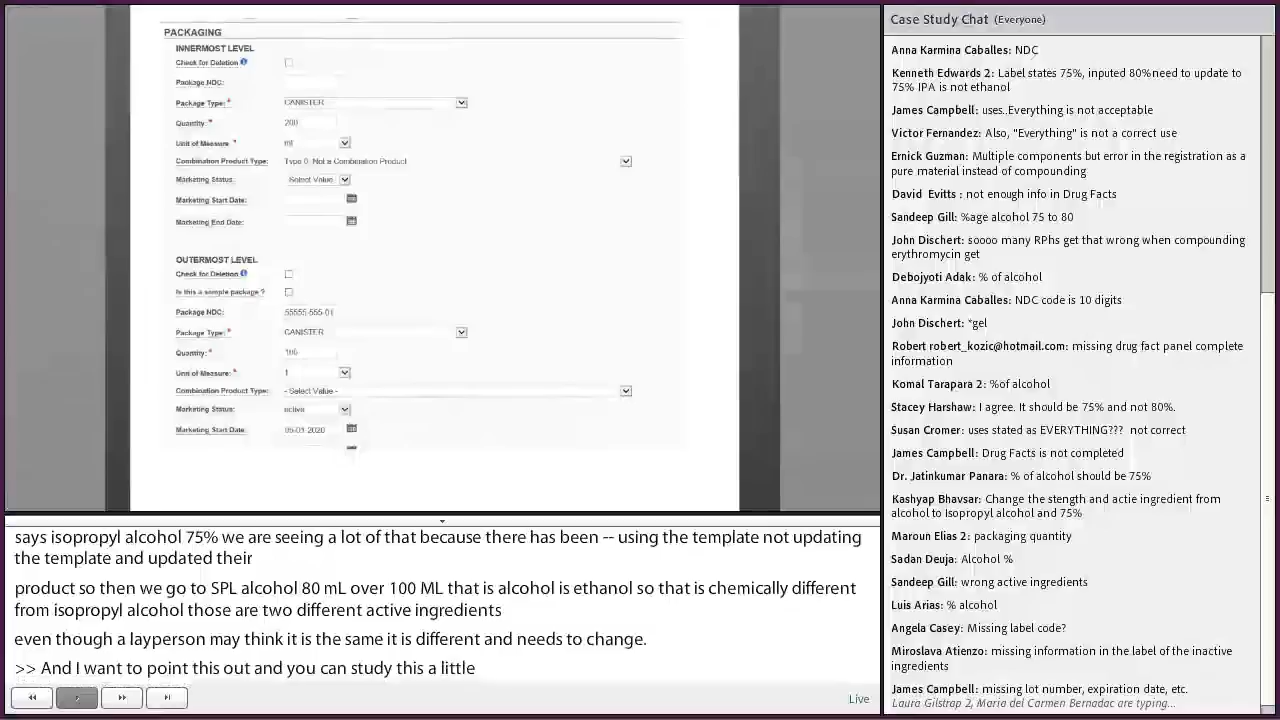 PACKAGING
INNERMOST LEVEL
Check for Deletion
Package NDC:
Package Type:* CANISTER
Quantity:* 200
Unit of Measure * ml
Combination Product Type: Type 0: Not a Combination Product
Marketing Status: Select Value
Marketing Start Date:
Marketing End Date:
OUTERMOST LEVEL
Check for Deletion
Is this a sample package ?
Package NDC: 55555-555-01
Package Type:* CANISTER
Quantity:* 100
Unit of Measure:* 1
Combination Product Type: - Select Value -
Marketing Status: active
Marketing Start Date
says isopropyl alcohol 75% we are seeing a lot of that because there has been -- using the template not updating
the template and updated their
product so then we go to SPL alcohol 80 mL over 100 ML that is alcohol is ethanol so that is chemically different
from isopropyl alcohol those are two different active ingredients
even though a layperson may think it is the same it is different and needs to change.
>> And I want to point this out and you can study this a little
Live
Case Study Chat (Everyone)
Anna Karmina Caballes: NDC
Kenneth Edwards 2: Label states 75%, inputed 80%need to update to
75% IPA is not ethanol
James Campbell: uses. Everything is not acceptable
Victor Fernandez: Also, "Everything" is not a correct use
Ernick Guzman: Multiple components but error in the registration as a
pure material instead of compounding
David Evitts : not enough info in Drug Facts
Sandeep Gill: %age alcohol 75 to 80
John Dischert: soooo many RPhs get that wrong when compounding
erythromycin get
Debojyoti Adak: % of alcohol
Anna Karmina Caballes: NDC code is 10 digits
John Dischert: *gel
Robert robert_kozic@hotmail.com: missing drug fact panel complete
information
Komal Tarapara 2: %of alcohol
Stacey Harshaw: I agree. It should be 75% and not 80%.
Susan Cromer: uses stated as EVERYTHING??? not correct
James Campbell: Drug Facts is not completed
Dr. Jatinkumar Panara: % of alcohol should be 75%
Kashyap Bhavsar: Change the stength and actie ingredient from
alcohol to Isopropyl alcohol and 75%
Maroun Elias 2: packaging quantity
Sadan Deuja: Alcohol %
Sandeep Gill: wrong active ingredients
Luis Arias: % alcohol
Angela Casey: Missing label code?
Miroslava Atienzo: missing information in the label of the inactive
ingredients
James Campbell: missing lot number, expiration date, etc.
Laura Gilstrap 2, Maria del Carmen Bernadac are typing...